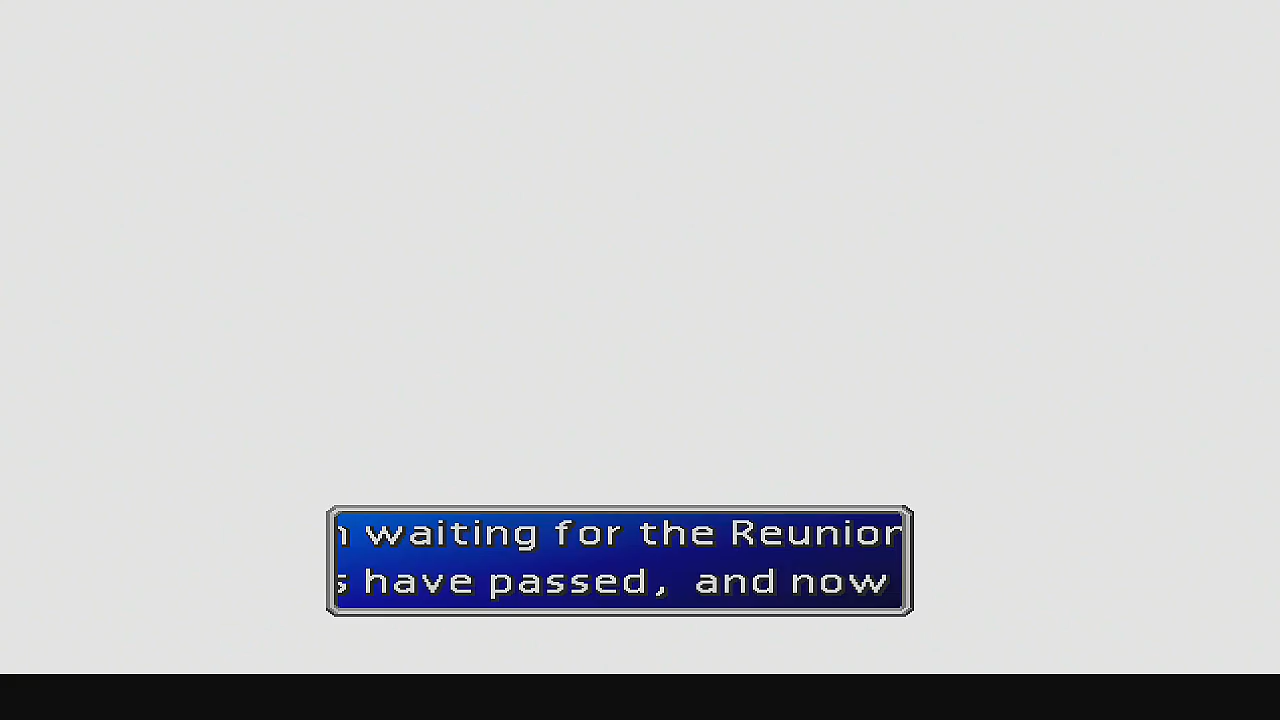 waiting for the Reunion
have passed, and now